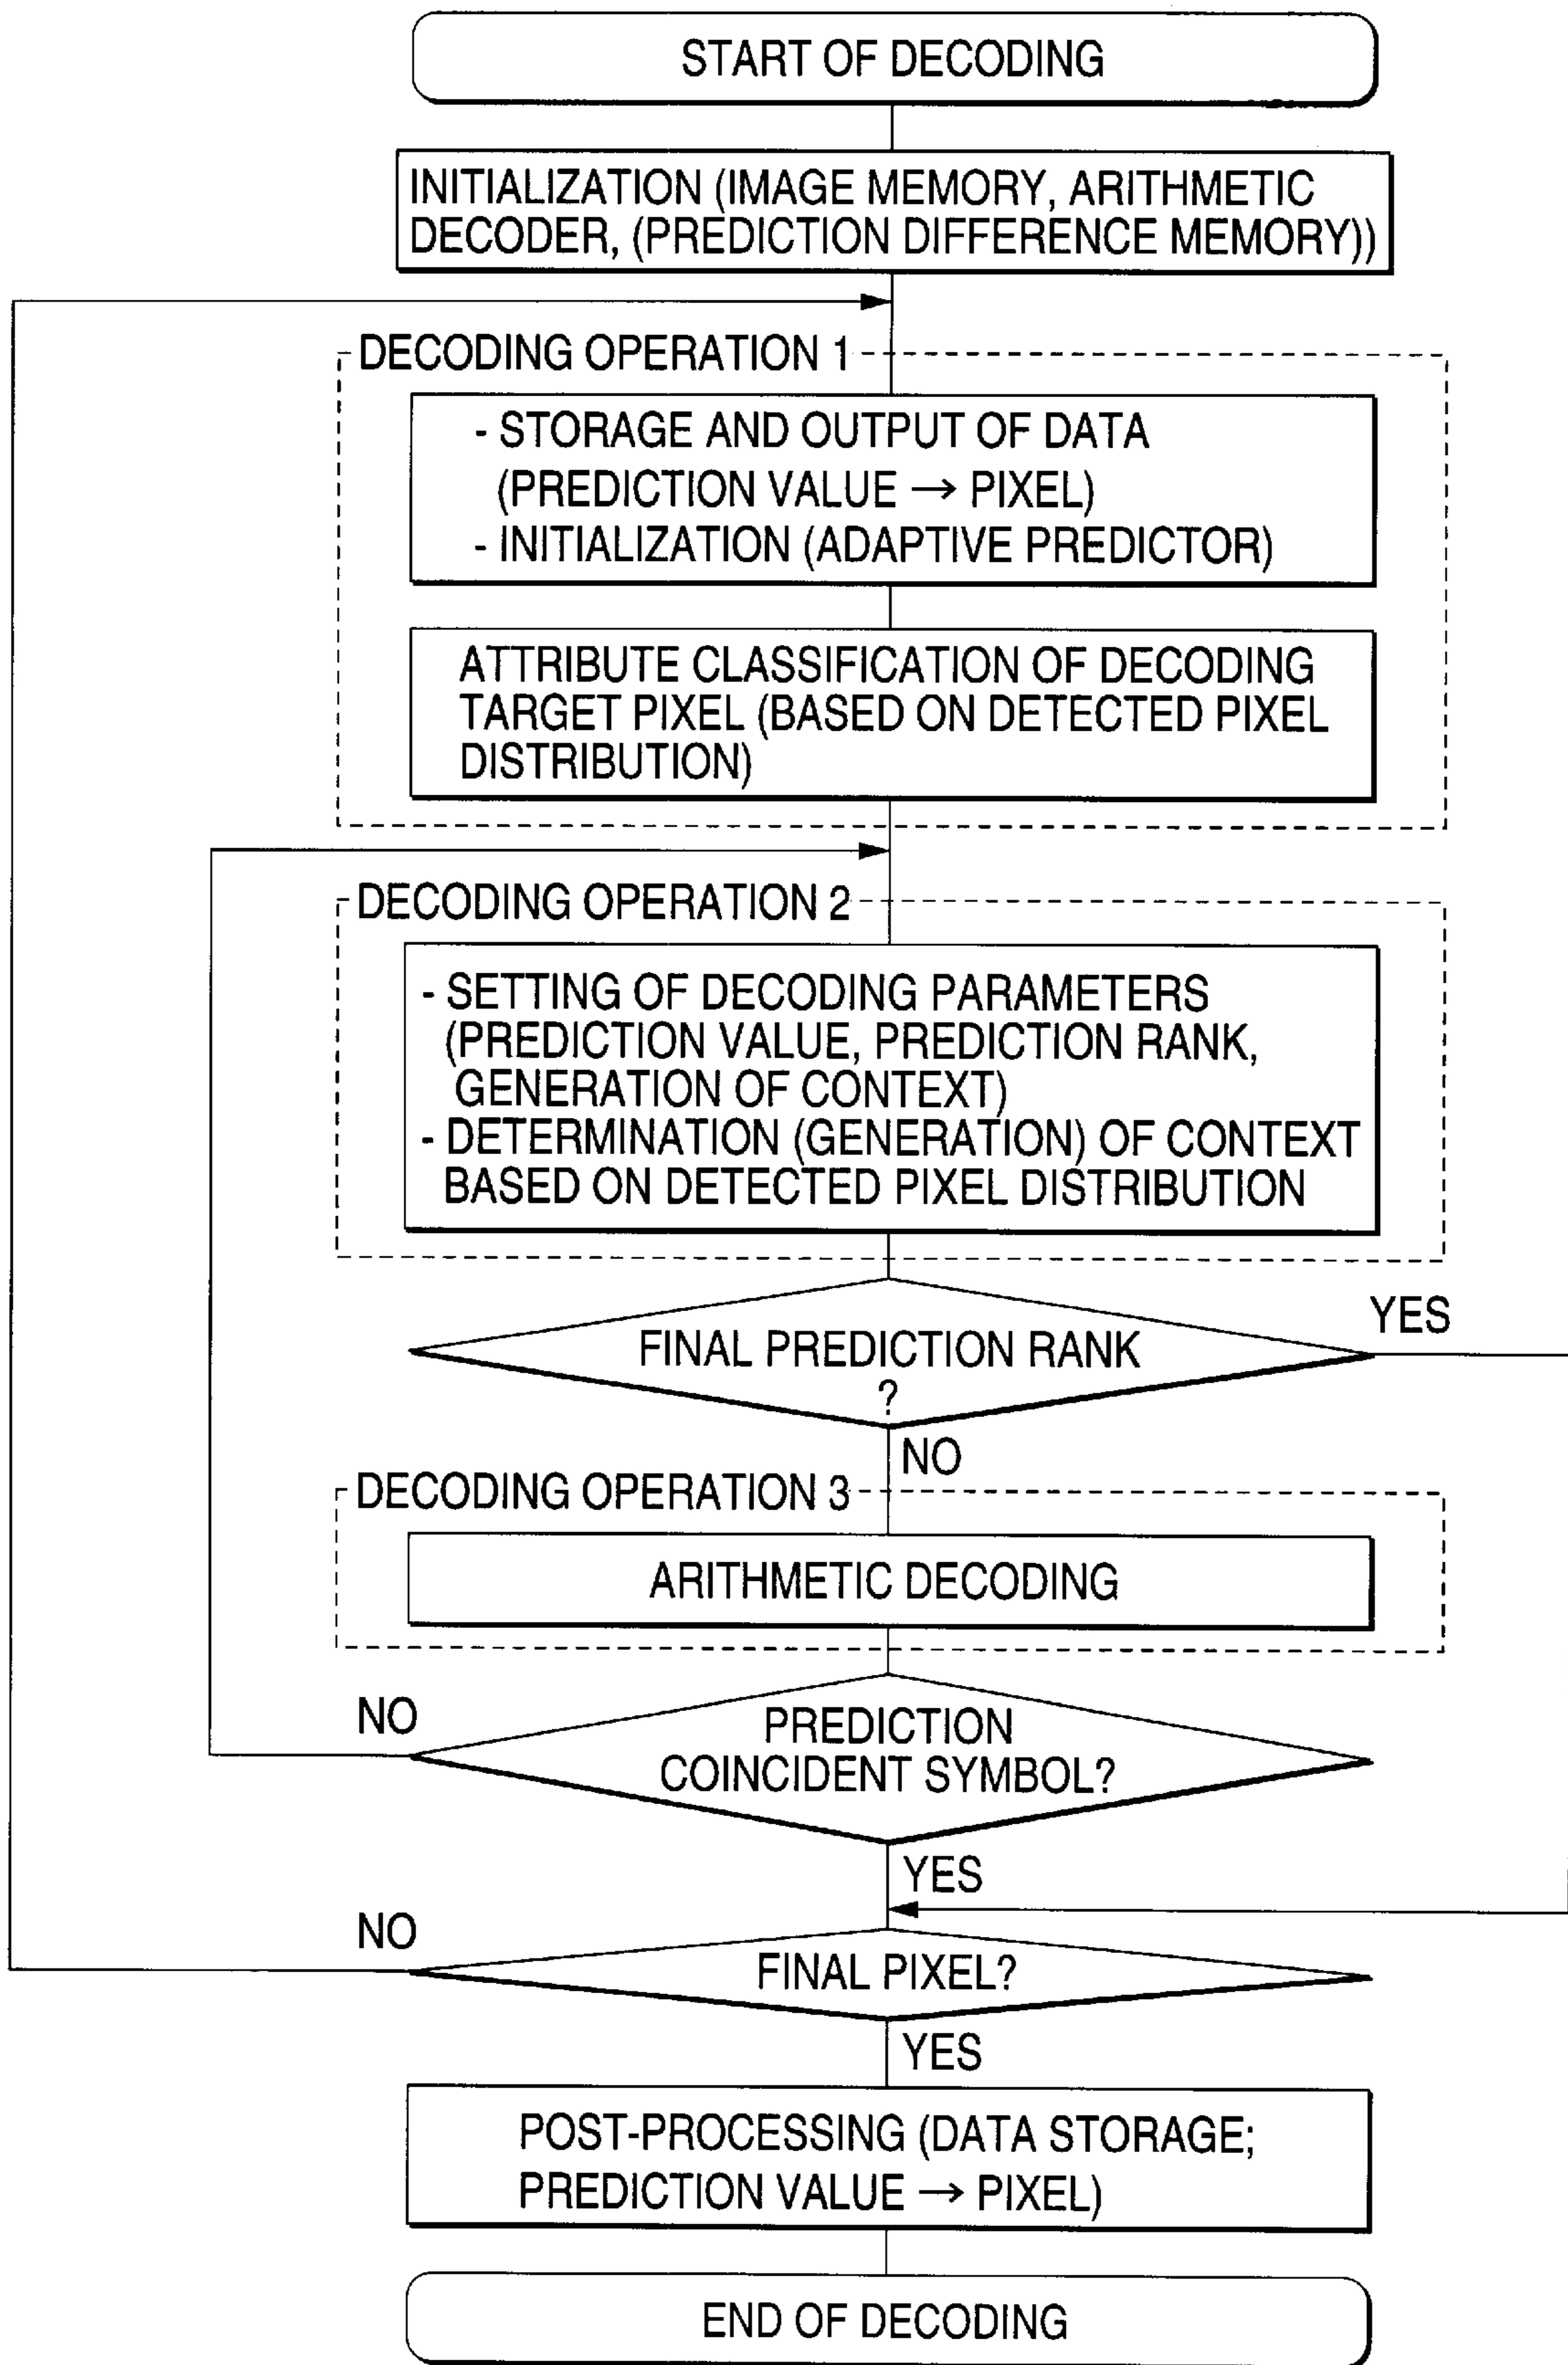 START OF DECODING
INITIALIZATION (IMAGE MEMORY, ARITHMETIC
DECODER, (PREDICTION DIFFERENCE MEMORY))
DECODING OPERATION 1
- STORAGE AND OUTPUT OF DATA
(PREDICTION VALUE → PIXEL)
- INITIALIZATION (ADAPTIVE PREDICTOR)
ATTRIBUTE CLASSIFICATION OF DECODING
TARGET PIXEL (BASED ON DETECTED PIXEL
DISTRIBUTION)
DECODING OPERATION 2
- SETTING OF DECODING PARAMETERS
(PREDICTION VALUE, PREDICTION RANK,
GENERATION OF CONTEXT)
- DETERMINATION (GENERATION) OF CONTEXT
BASED ON DETECTED PIXEL DISTRIBUTION
YES
FINAL PREDICTION RANK
?
NO
DECODING OPERATION 3
ARITHMETIC DECODING
NO
PREDICTION
COINCIDENT SYMBOL?
YES
NO
FINAL PIXEL?
YES
POST-PROCESSING (DATA STORAGE;
PREDICTION VALUE → PIXEL)
END OF DECODING